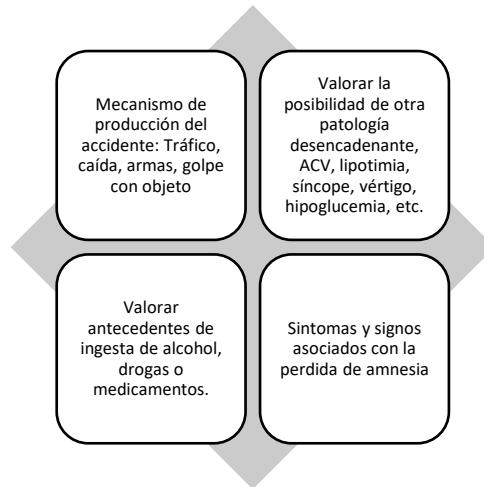 Mecanismo de
producción del
accidente: Tráfico,
caída, armas, golpe
con objeto
Valorar la
posibilidad de otra
patología
desencadenante,
ACV, lipotimia,
síncope, vértigo,
hipoglucemia, etc.
Valorar
antecedentes de
ingesta de alcohol,
drogas o
medicamentos.
Sintomas y signos
asociados con la
perdida de amnesia